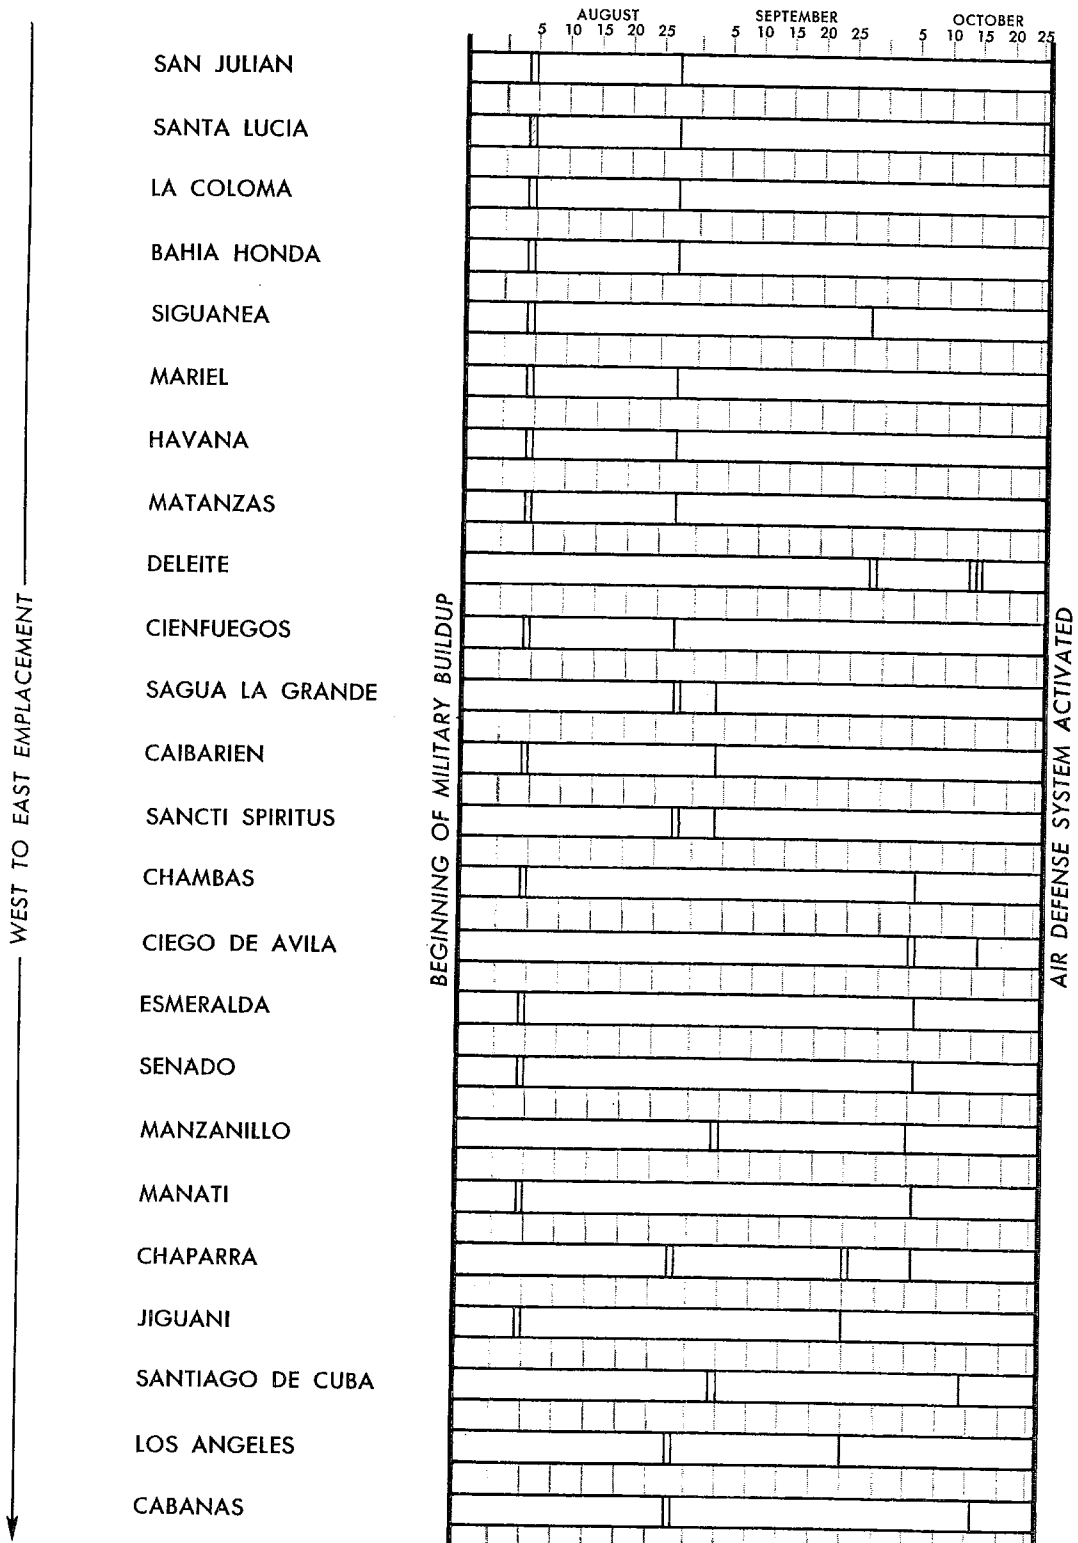 AUGUST SEPTEMBER OCTOBER
5 10 15 20 25 5 10 15 20 25 5 10 15 20 25
SAN JULIAN
SANTA LUCIA
LA COLOMA
BAHIA HONDA
SIGUANEA
MARIEL
HAVANA
MATANZAS
DELEITE
CIENFUEGOS
SAGUA LA GRANDE
CAIBARIEN
SANCTI SPIRITUS
CHAMBAS
CIEGO DE AVILA
ESMERALDA
SENADO
MANZANILLO
MANATI
CHAPARRA
JIGUANI
SANTIAGO DE CUBA
LOS ANGELES
CABANAS
WEST TO EAST EMPLACEMENT
BEGINNING OF MILITARY BUILDUP
AIR DEFENSE SYSTEM ACTIVATED